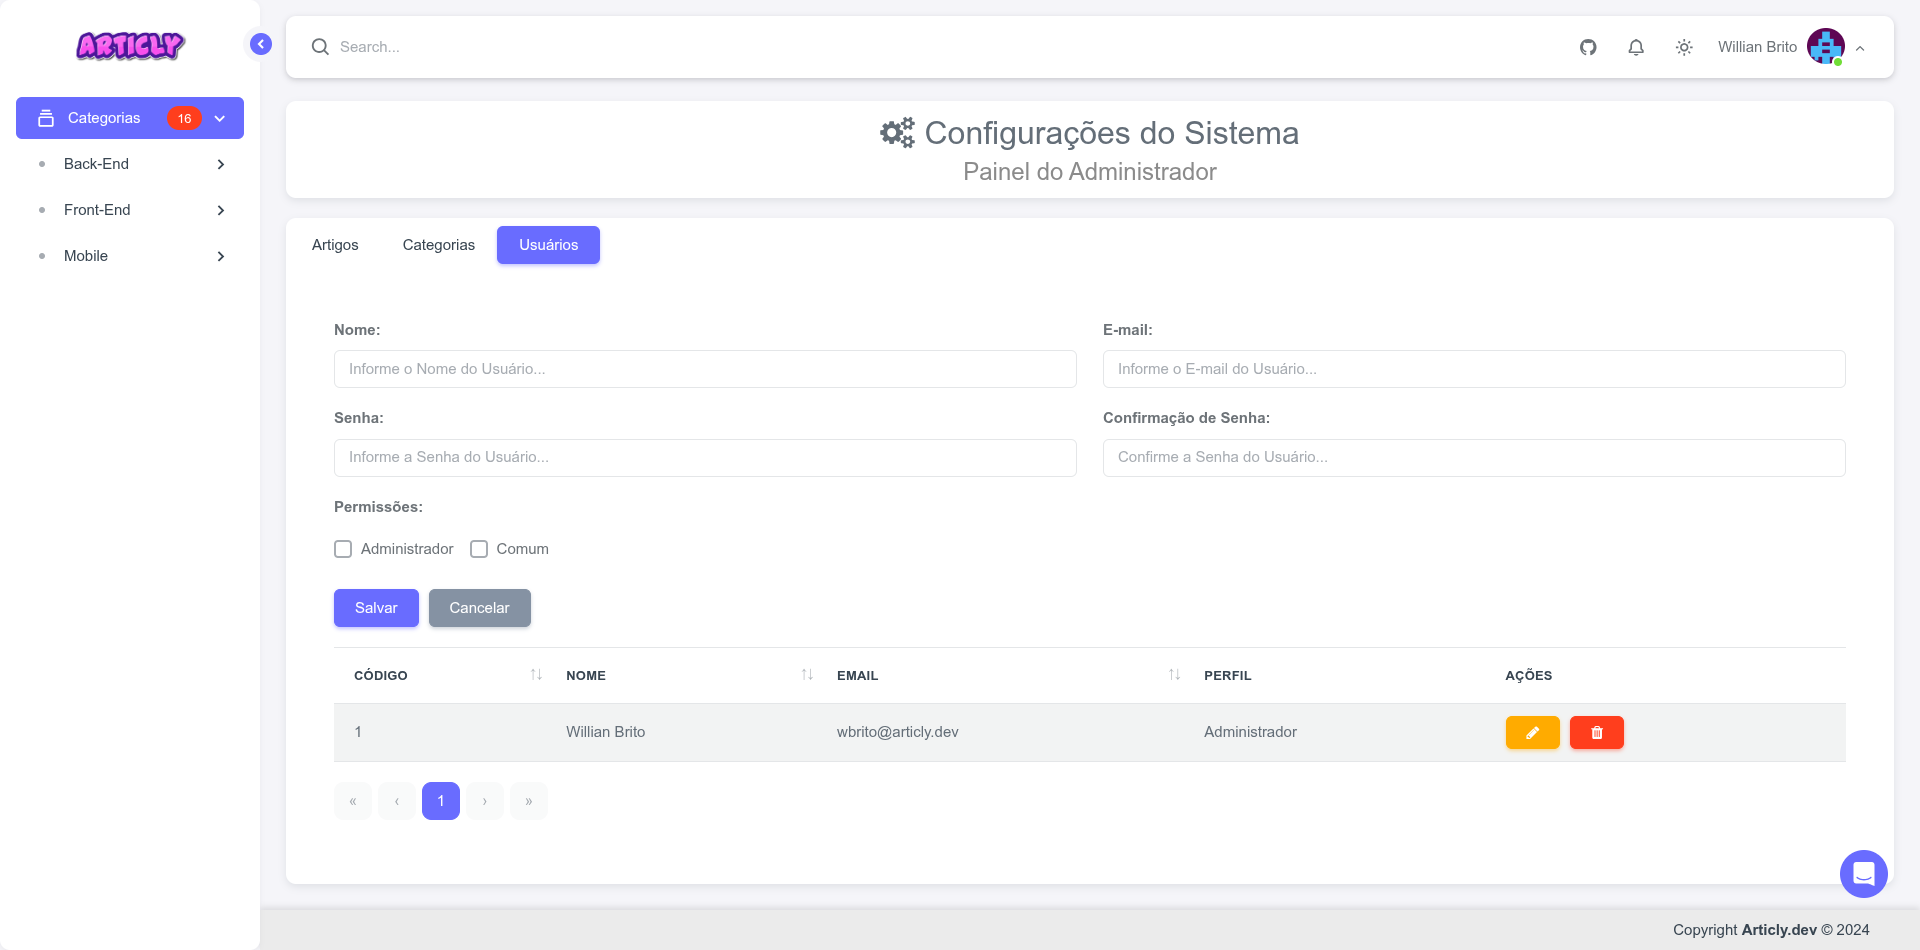 ARTICLY
Search...
Willian Brito
Categorias 16
Back-End
Front-End
Mobile
Configurações do Sistema
Painel do Administrador
Artigos Categorias Usuários
Nome: E-mail:
Informe o Nome do Usuário... Informe o E-mail do Usuário...
Senha: Confirmação de Senha:
Informe a Senha do Usuário... Confirme a Senha do Usuário...
Permissões:
Administrador Comum
Salvar Cancelar
CÓDIGO NOME EMAIL PERFIL AÇÕES
1 Willian Brito wbrito@articly.dev Administrador
« ‹ 1 › »
Copyright Articly.dev © 2024